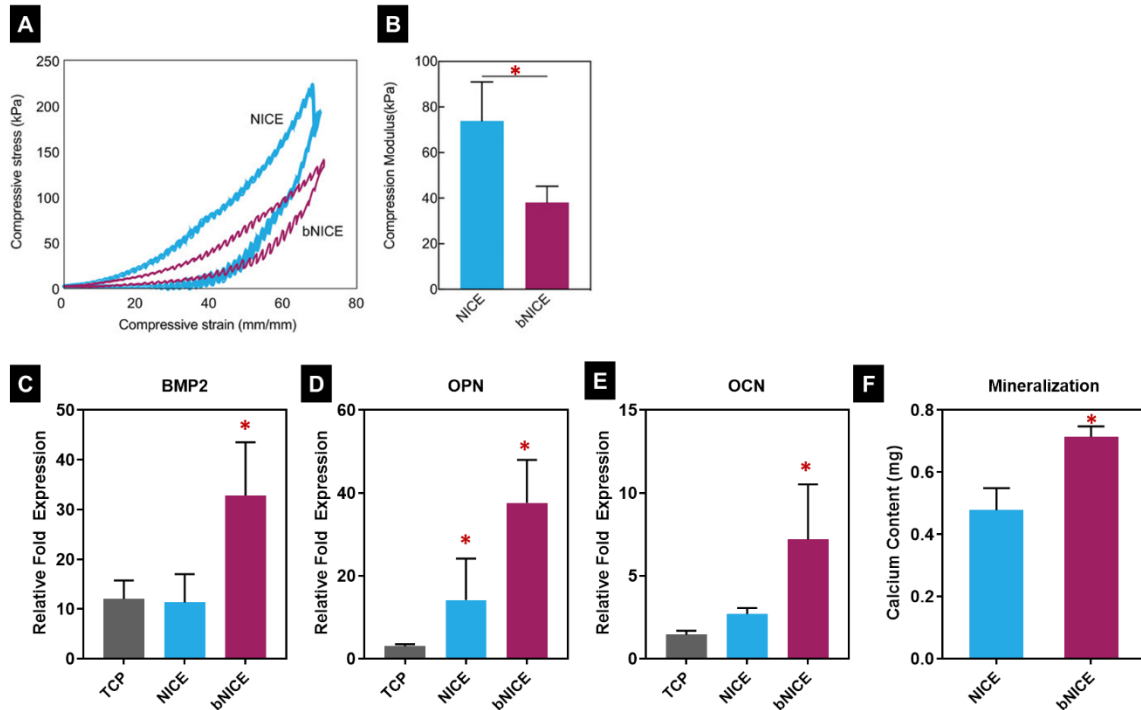 A
Compressive stress (kPa)
250
200
150
100
50
0
NICE
bNICE
0 20 40 60 80
Compressive strain (mm/mm)
B
Compression Modulus(kPa)
100
80
60
40
20
0
*
NICE bNICE
C
BMP2
Relative Fold Expression
50
40
30
20
10
0
*
TCP NICE bNICE
D
OPN
Relative Fold Expression
60
40
20
0
*
*
TCP NICE bNICE
E
OCN
Relative Fold Expression
15
10
5
0
*
TCP NICE bNICE
F
Mineralization
Calcium Content (mg)
0.8
0.6
0.4
0.2
0.0
*
NICE bNICE